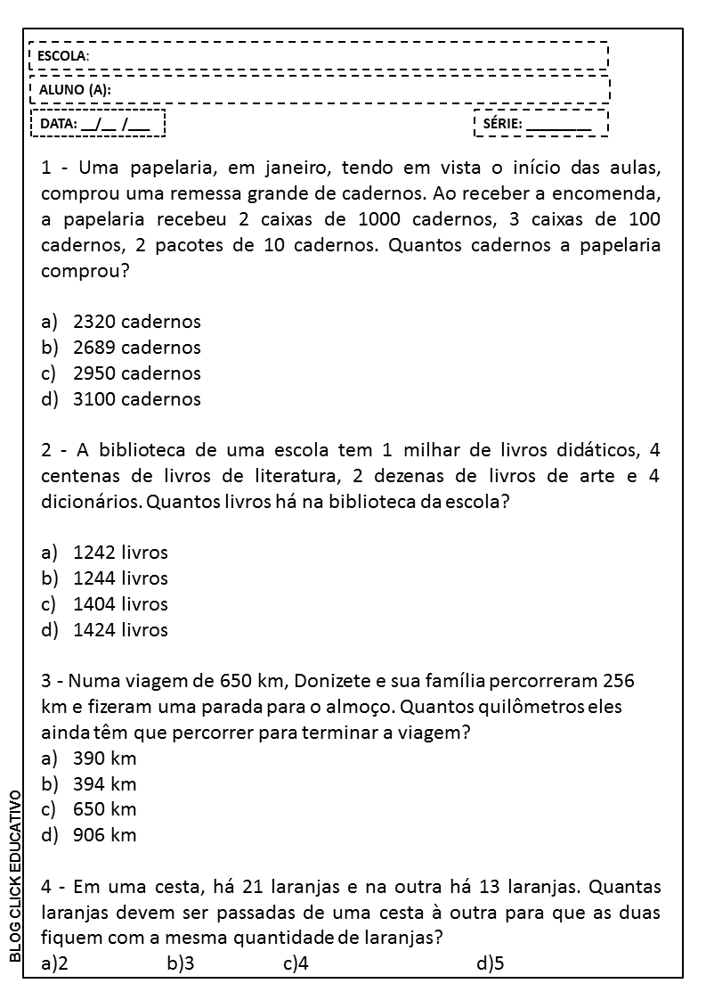 ESCOLA:
ALUNO (A):
DATA: __/__ /___
SÉRIE: _________
1 - Uma papelaria, em janeiro, tendo em vista o início das aulas,
comprou uma remessa grande de cadernos. Ao receber a encomenda,
a papelaria recebeu 2 caixas de 1000 cadernos, 3 caixas de 100
cadernos, 2 pacotes de 10 cadernos. Quantos cadernos a papelaria
comprou?
a) 2320 cadernos
b) 2689 cadernos
c) 2950 cadernos
d) 3100 cadernos
2 - A biblioteca de uma escola tem 1 milhar de livros didáticos, 4
centenas de livros de literatura, 2 dezenas de livros de arte e 4
dicionários. Quantos livros há na biblioteca da escola?
a) 1242 livros
b) 1244 livros
c) 1404 livros
d) 1424 livros
3 - Numa viagem de 650 km, Donizete e sua família percorreram 256
km e fizeram uma parada para o almoço. Quantos quilômetros eles
ainda têm que percorrer para terminar a viagem?
a) 390 km
b) 394 km
c) 650 km
d) 906 km
4 - Em uma cesta, há 21 laranjas e na outra há 13 laranjas. Quantas
laranjas devem ser passadas de uma cesta à outra para que as duas
fiquem com a mesma quantidade de laranjas?
a)2 b)3 c)4 d)5
BLOG CLICK EDUCATIVO